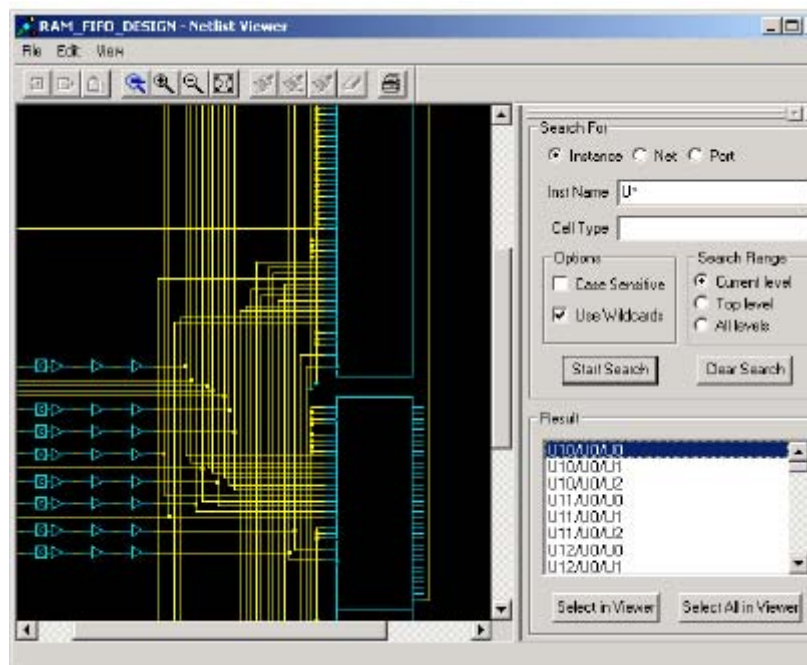 RAM_FIFO_DESIGN - Netlist Viewer
File Edit View
Search For
Instance Net Port
Inst Name U*
Cell Type
Options
Search Range
Case Sensitive
Use Wildcards
Current level
Top level
All levels
Start Search Clear Search
Result
U10/U0/U0
U10/U0/U1
U10/U0/U2
U11/U0/U0
U11/U0/U1
U11/U0/U2
U12/U0/U0
U12/U0/U1
Select in Viewer Select All in Viewer